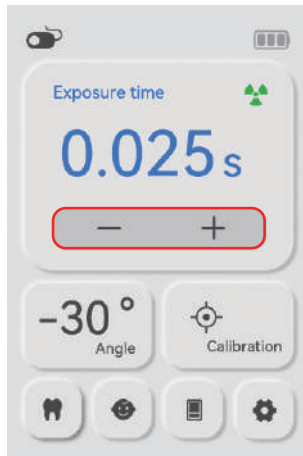 Exposure time
0.025 s
− +
-30°
Angle
Calibration